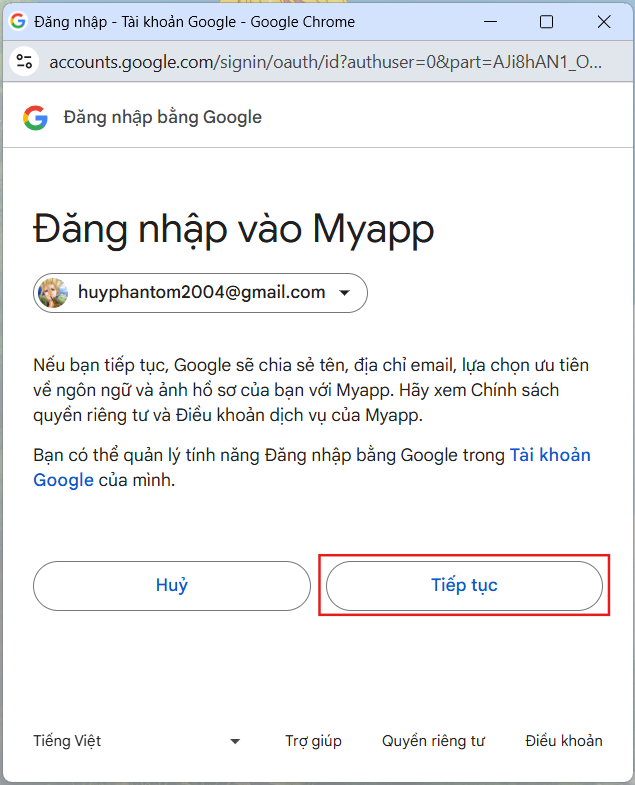 Đăng nhập - Tài khoản Google - Google Chrome
accounts.google.com/signin/oauth/id?authuser=0&part=AJi8hAN1_O...
Đăng nhập bằng Google
Đăng nhập vào Myapp
huyphantom2004@gmail.com
Nếu bạn tiếp tục, Google sẽ chia sẻ tên, địa chỉ email, lựa chọn ưu tiên
về ngôn ngữ và ảnh hồ sơ của bạn với Myapp. Hãy xem Chính sách
quyền riêng tư và Điều khoản dịch vụ của Myapp.
Bạn có thể quản lý tính năng Đăng nhập bằng Google trong Tài khoản
Google của mình.
Huỷ
Tiếp tục
Tiếng Việt
Trợ giúp
Quyền riêng tư
Điều khoản